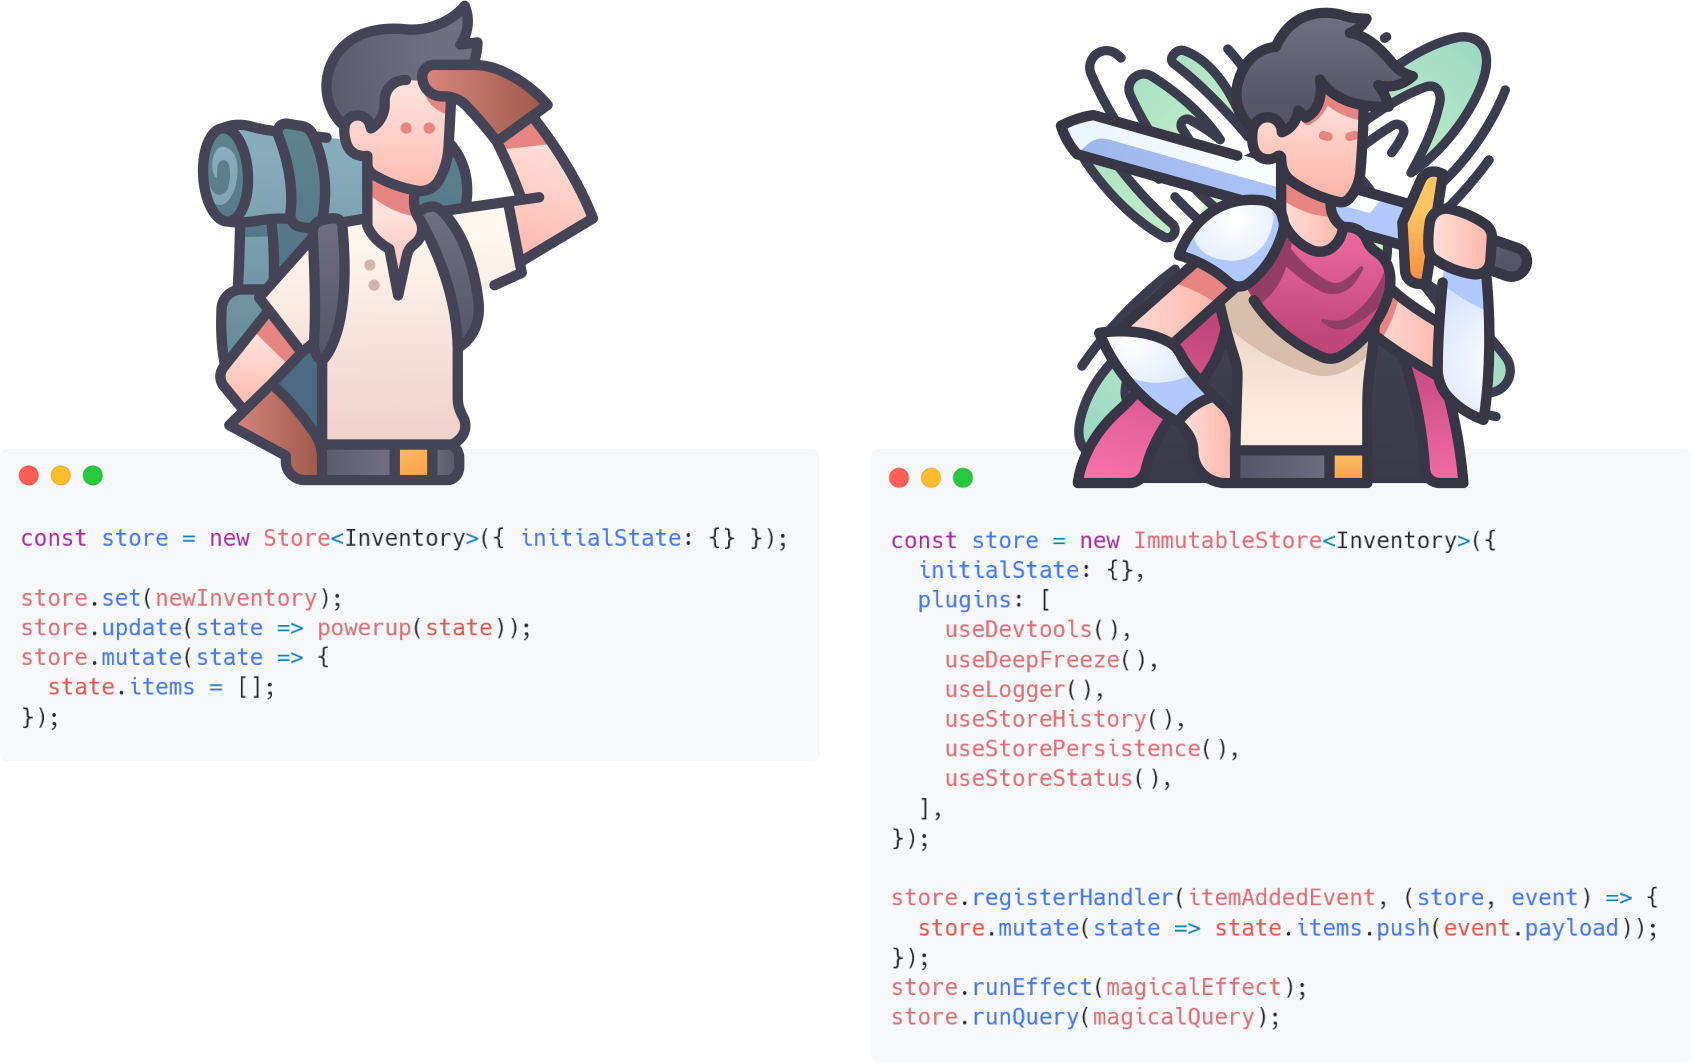 const store = new Store<Inventory>({ initialState: {} });

store.set(newInventory);
store.update(state => powerup(state));
store.mutate(state => {
  state.items = [];
});

const store = new ImmutableStore<Inventory>({
  initialState: {},
  plugins: [
    useDevtools(),
    useDeepFreeze(),
    useLogger(),
    useStoreHistory(),
    useStorePersistence(),
    useStoreStatus(),
  ],
});

store.registerHandler(itemAddedEvent, (store, event) => {
  store.mutate(state => state.items.push(event.payload));
});
store.runEffect(magicalEffect);
store.runQuery(magicalQuery);